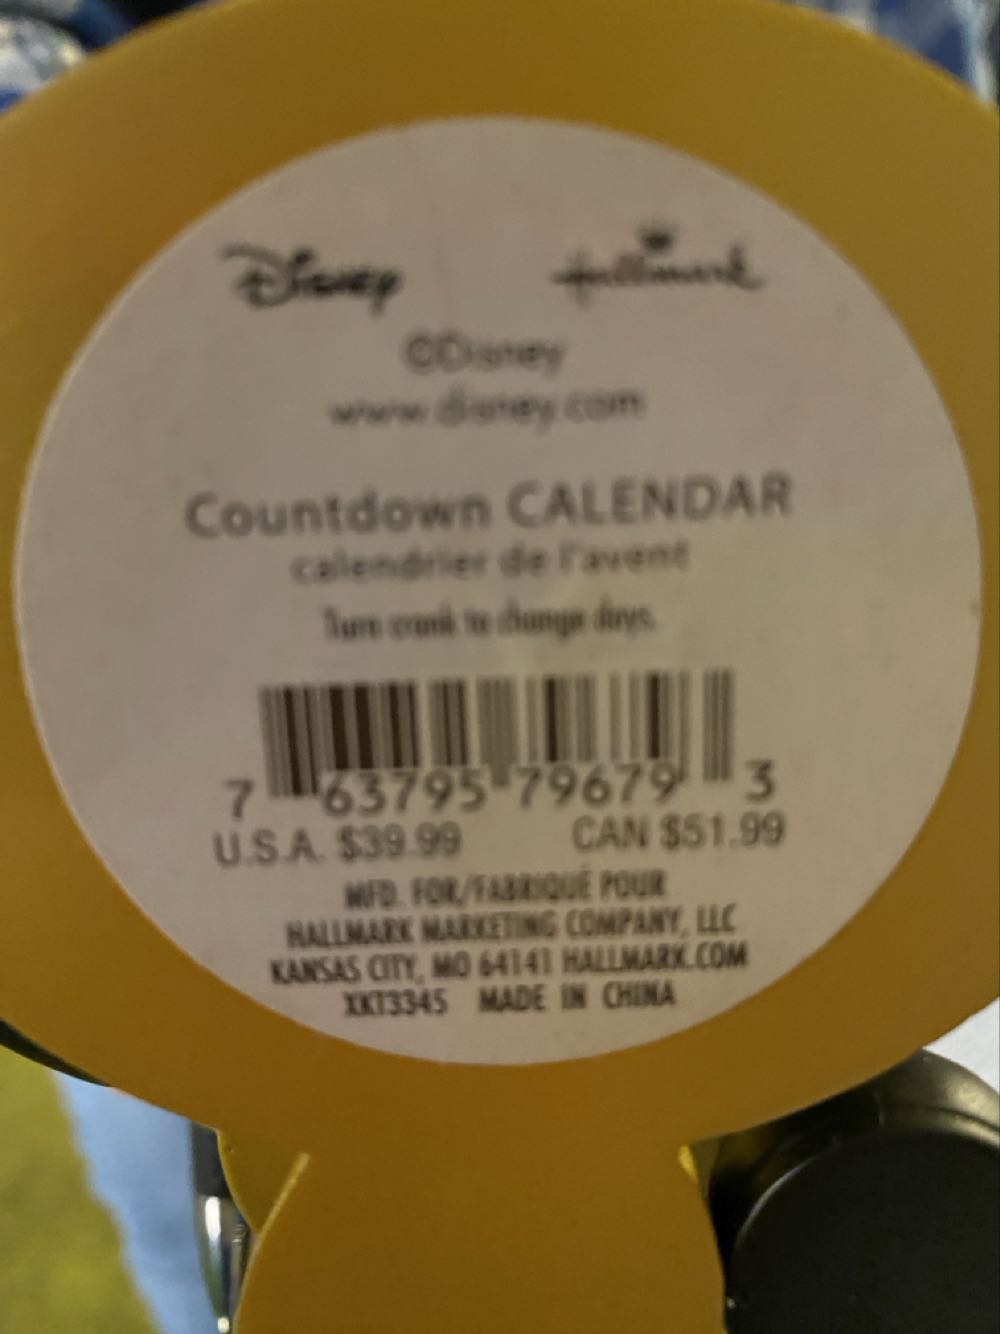 Disney Hallmark
©Disney
www.disney.com
Countdown CALENDAR
calendrier de l'avent
Turn crank to change days.
7 63795 79679 3
U.S.A. $39.99 CAN $51.99
MFD. FOR/FABRIQUÉ POUR
HALLMARK MARKETING COMPANY, LLC
KANSAS CITY, MO 64141 HALLMARK.COM
XKT3345 MADE IN CHINA